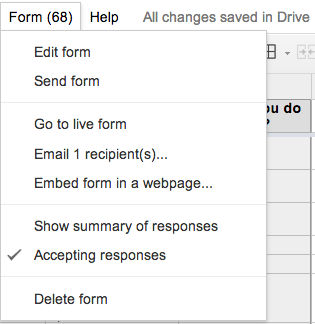 Form (68) Help All changes saved in Drive
Edit form
Send form
you do
?
Go to live form
Email 1 recipient(s)...
Embed form in a webpage...
Show summary of responses
Accepting responses
Delete form